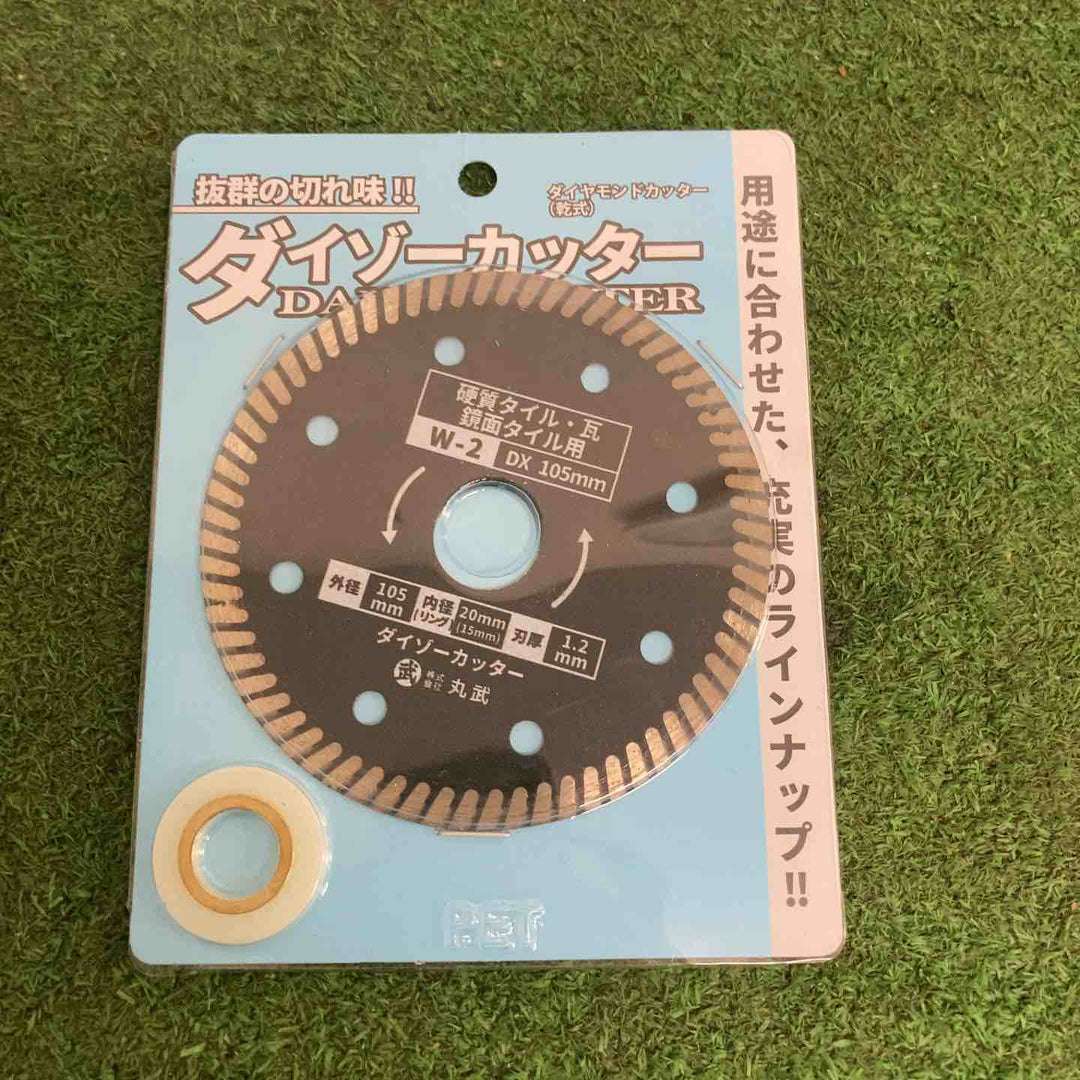 抜群の切れ味!!
ダイヤモンドカッター
(乾式)
ダイゾーカッター
用途に合わせた、充実のラインナップ!!
硬質タイル・瓦
鏡面タイル用
W-2 DX 105mm
外径 105mm 内径(リング) 20mm(15mm) 刃厚 1.2mm
ダイゾーカッター
武 株式会社 丸武
PET